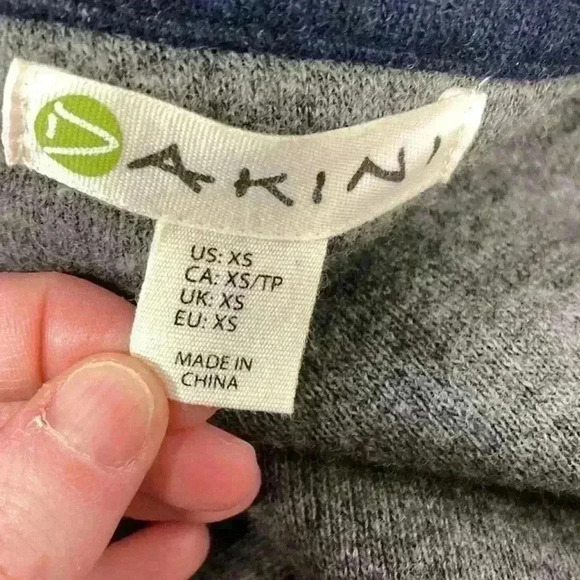 AKINI
US: XS
CA: XS/TP
UK: XS
EU: XS
MADE IN
CHINA